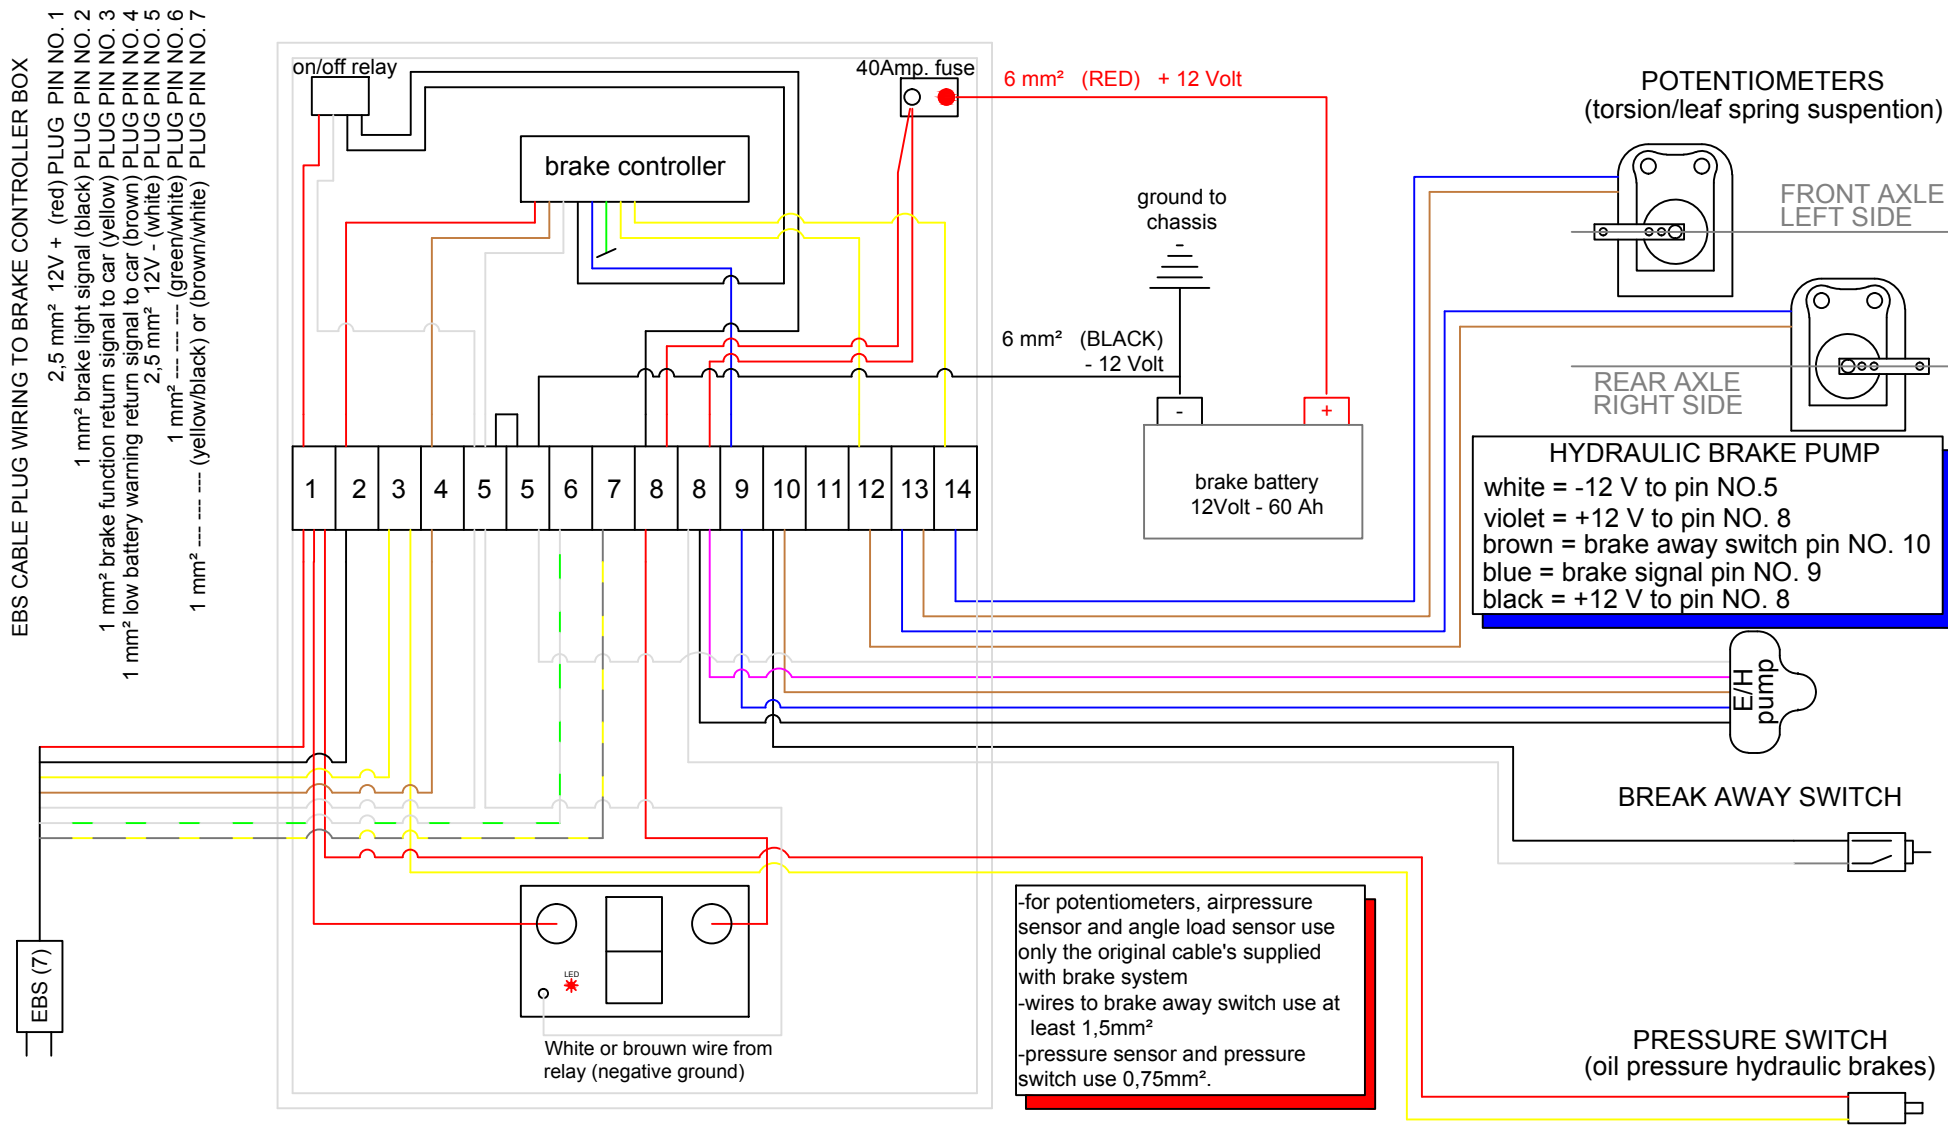 EBS CABLE PLUG WIRING TO BRAKE CONTROLLER BOX
2,5 mm² 12V + (red) PLUG PIN NO. 1
1 mm² brake light signal (black) PLUG PIN NO. 2
1 mm² brake function return signal to car (yellow) PLUG PIN NO. 3
1 mm² low battery warning return signal to car (brown) PLUG PIN NO. 4
2,5 mm² 12V - (white) PLUG PIN NO. 5
1 mm² ---- ---- ---- (green/white) PLUG PIN NO. 6
1 mm² ---- ---- ---- (yellow/black) or (brown/white) PLUG PIN NO. 7
on/off relay
40Amp. fuse
6 mm² (RED) + 12 Volt
brake controller
ground to
chassis
6 mm² (BLACK)
- 12 Volt
- +
brake battery
12Volt - 60 Ah
1 2 3 4 5 5 6 7 8 8 9 10 11 12 13 14
POTENTIOMETERS
(torsion/leaf spring suspention)
FRONT AXLE
LEFT SIDE
REAR AXLE
RIGHT SIDE
HYDRAULIC BRAKE PUMP
white = -12 V to pin NO.5
violet = +12 V to pin NO. 8
brown = brake away switch pin NO. 10
blue = brake signal pin NO. 9
black = +12 V to pin NO. 8
E/H
pump
BREAK AWAY SWITCH
EBS (7)
LED
White or brouwn wire from
relay (negative ground)
-for potentiometers, airpressure
sensor and angle load sensor use
only the original cable's supplied
with brake system
-wires to brake away switch use at
least 1,5mm²
-pressure sensor and pressure
switch use 0,75mm².
PRESSURE SWITCH
(oil pressure hydraulic brakes)